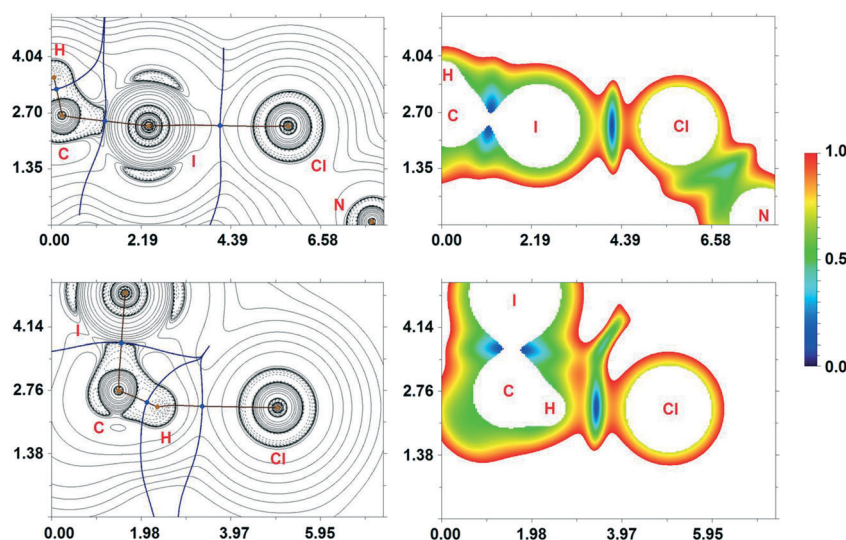 H
4.04
2.70
1.35
C
I
Cl
N
0.00 2.19 4.39 6.58
H
4.04
2.70
1.35
C
I
Cl
N
0.00 2.19 4.39 6.58
1.0
0.5
0.0
4.14
2.76
1.38
I
C
H
Cl
0.00 1.98 3.97 5.95
4.14
2.76
1.38
I
C
H
Cl
0.00 1.98 3.97 5.95